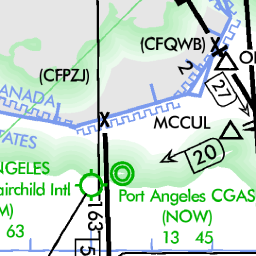 (CFQWB)
(CFPZJ)
2
27
ANADA
MCCUL
20
ATES
NGELES
airchild Intl
Port Angeles CGAS
(NOW)
M)
63
13 45
163
5